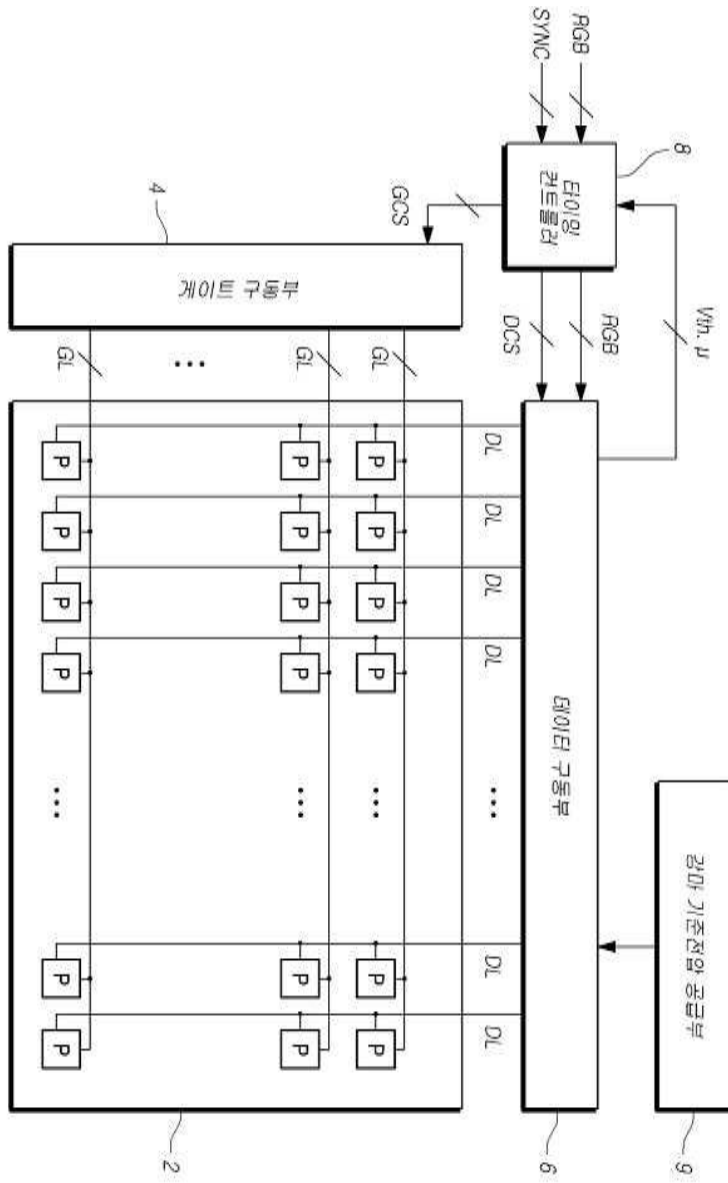 감마 기준전압 공급부
9
Vth, μ
8
RGB
SYNC
타이밍
컨트롤러
RGB
DCS
데이터 구동부
6
GCS
DL DL DL DL ... DL DL
4
게이트 구동부
GL
P P P P ... P P
GL
P P P P ... P P
...
GL
P P P P ... P P
2